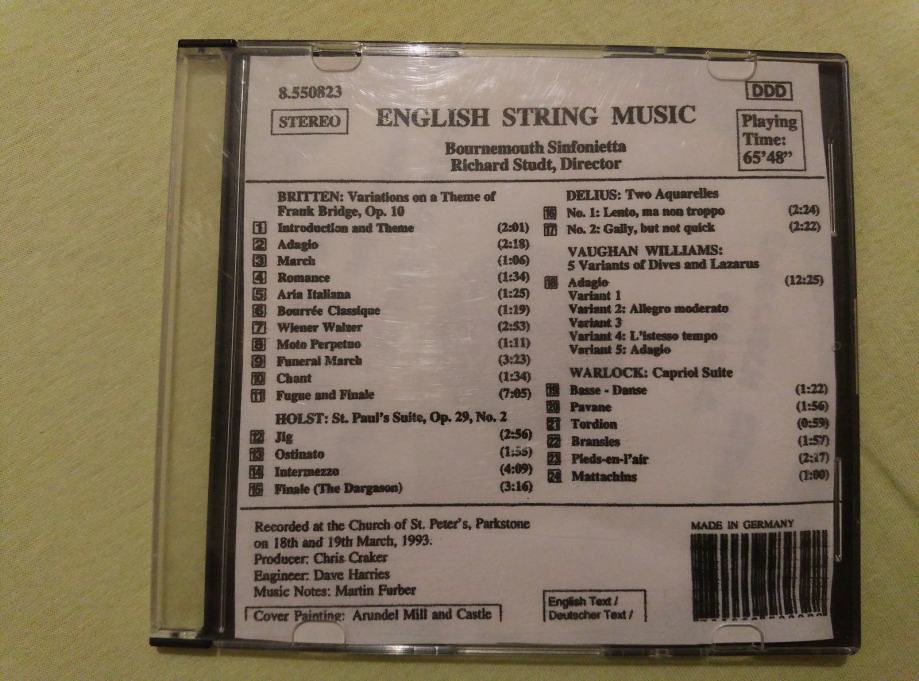 8.550823
DDD
STEREO
ENGLISH STRING MUSIC
Playing
Time:
65'48”
Bournemouth Sinfonietta
Richard Studt, Director
BRITTEN: Variations on a Theme of
Frank Bridge, Op. 10
1 Introduction and Theme (2:01)
2 Adagio (2:18)
3 March (1:06)
4 Romance (1:34)
5 Aria Italiana (1:25)
6 Bourrée Classique (1:19)
7 Wiener Walzer (2:53)
8 Moto Perpetuo (1:11)
9 Funeral March (3:23)
10 Chant (1:34)
11 Fugue and Finale (7:05)
HOLST: St. Paul's Suite, Op. 29, No. 2
12 Jig (2:56)
13 Ostinato (1:55)
14 Intermezzo (4:09)
15 Finale (The Dargason) (3:16)
DELIUS: Two Aquarelles
16 No. 1: Lento, ma non troppo (2:24)
17 No. 2: Gaily, but not quick (2:22)
VAUGHAN WILLIAMS:
5 Variants of Dives and Lazarus
18 Adagio (12:25)
Variant 1
Variant 2: Allegro moderato
Variant 3
Variant 4: L'istesso tempo
Variant 5: Adagio
WARLOCK: Capriol Suite
19 Basse - Danse (1:22)
20 Pavane (1:56)
21 Tordion (0:59)
22 Bransles (1:57)
23 Pieds-en-l'air (2:17)
24 Mattachins (1:00)
Recorded at the Church of St. Peter's, Parkstone
on 18th and 19th March, 1993.
Producer: Chris Craker
Engineer: Dave Harries
Music Notes: Martin Furber
Cover Painting: Arundel Mill and Castle
English Text /
Deutscher Text /
MADE IN GERMANY